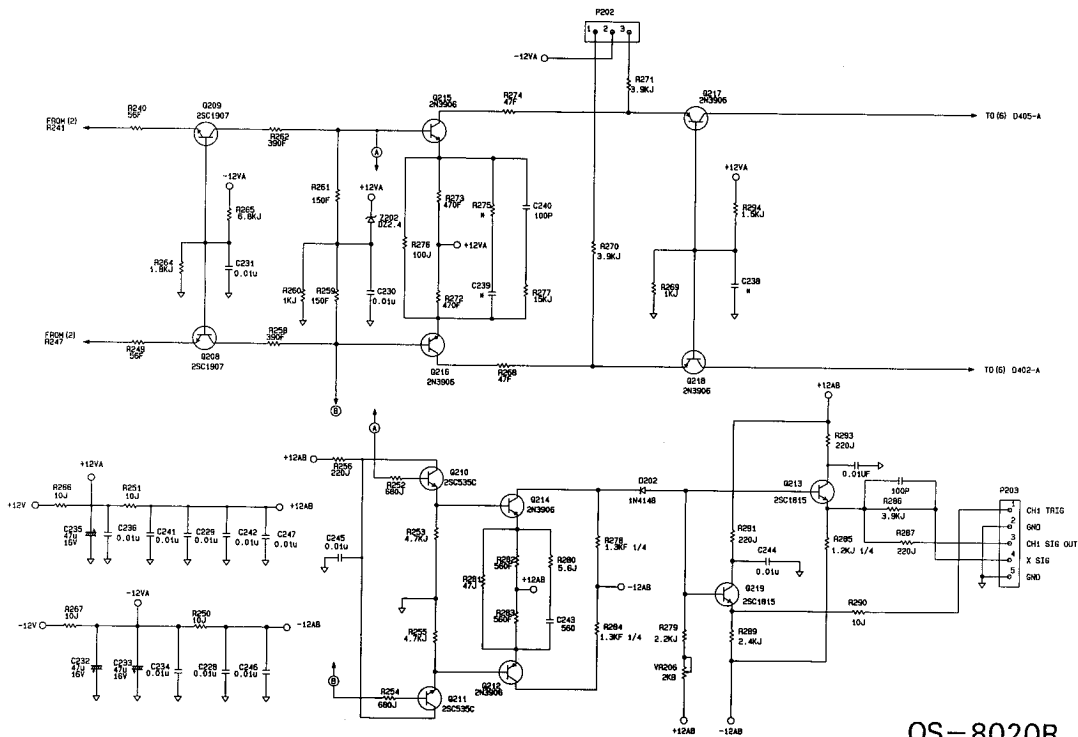 P202
1 2 3
-12VA
R271
3.9KJ
Q215
2N3906
R274
47F
Q217
2N3906
Q209
2SC1907
R240
56F
FROM (2)
R241
R262
390F
A
TO (6) D405-A
-12VA
R265
6.8KJ
R261
150F
+12VA
Z202
DZ2.4
R273
470F
R275
*
C240
100P
+12VA
R294
1.5KJ
R276
100J
+12VA
R270
3.9KJ
R264
1.8KJ
C231
0.01u
R260
1KJ
R259
150F
C230
0.01u
R272
470F
C239
*
R277
15KJ
R269
1KJ
C238
*
FROM (2)
R247
R249
56F
Q208
2SC1907
R258
390F
Q216
2N3906
R268
47F
Q218
2N3906
TO (6) D402-A
B
A
+12AB
+12AB
R256
220J
R252
680J
Q210
2SC535C
Q214
2N3906
D202
1N4148
Q213
2SC1815
R293
220J
0.01UF
100P
R286
3.9KJ
R287
220J
R285
1.2KJ 1/4
P203
1 CH1 TRIG
2 GND
3 CH1 SIG OUT
4 X SIG
5 GND
+12VA
+12V
R266
10J
R251
10J
+12AB
C235
47u
16V
C236
0.01u
C241
0.01u
C229
0.01u
C242
0.01u
C247
0.01u
C245
0.01u
R253
4.7KJ
R255
4.7KJ
R281
47J
R282
560F
+12AB
R283
560F
R280
5.6J
C243
560
R278
1.3KF 1/4
-12AB
R284
1.3KF 1/4
R291
220J
C244
0.01u
Q219
2SC1815
R290
10J
R279
2.2KJ
R289
2.4KJ
VR206
2KB
+12AB
-12AB
-12VA
-12V
R267
10J
R250
10J
-12AB
C232
47u
16V
C233
47u
16V
C234
0.01u
C228
0.01u
C246
0.01u
B
R254
680J
Q211
2SC535C
Q212
2N3906
OS-8020R